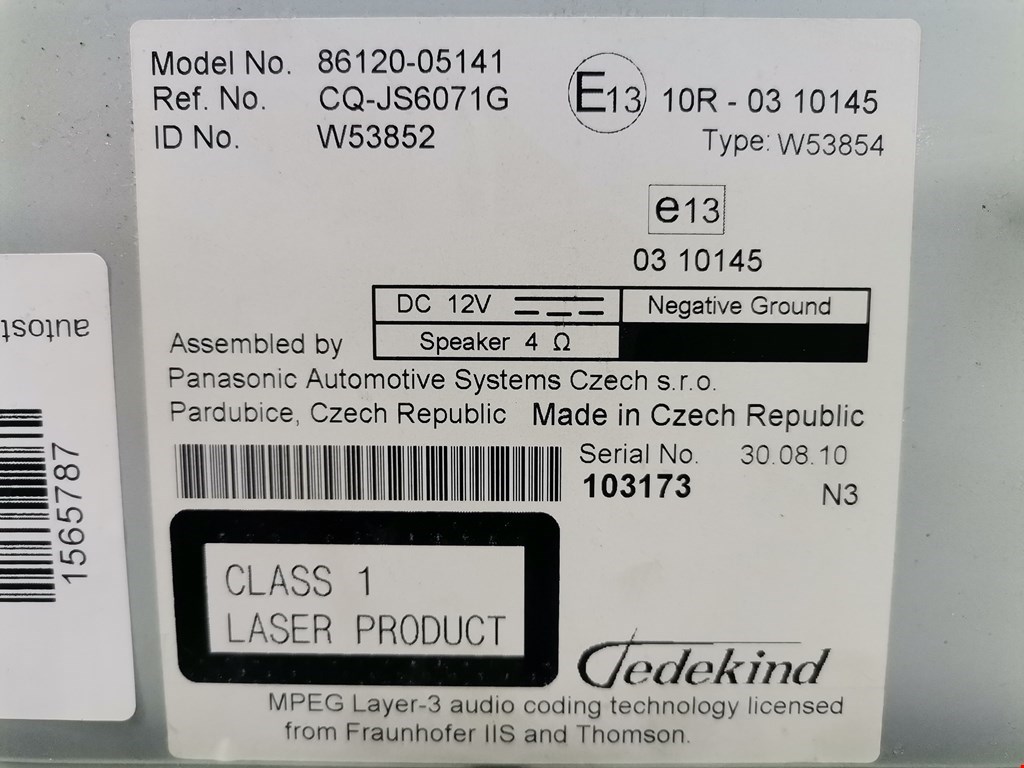 Model No. 86120-05141
Ref. No. CQ-JS6071G
ID No. W53852
E13 10R - 03 10145
Type: W53854
e13
03 10145
DC 12V
Negative Ground
Speaker 4 Ω
Assembled by
Panasonic Automotive Systems Czech s.r.o.
Pardubice, Czech Republic Made in Czech Republic
Serial No. 30.08.10
103173 N3
CLASS 1
LASER PRODUCT
Tedekind
MPEG Layer-3 audio coding technology licensed
from Fraunhofer IIS and Thomson.
1565787